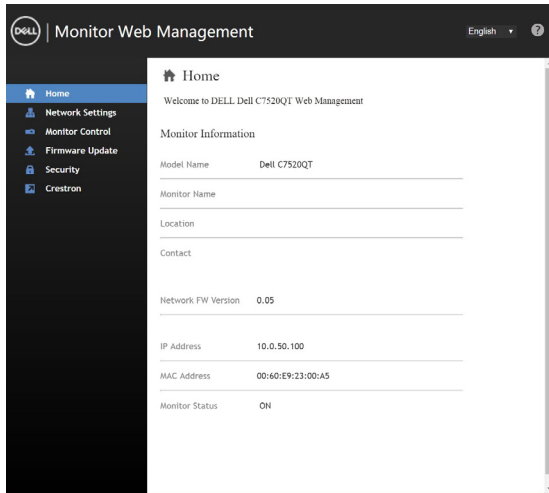 DELL | Monitor Web Management
English
?
Home
Network Settings
Monitor Control
Firmware Update
Security
Crestron
Home
Welcome to DELL Dell C7520QT Web Management
Monitor Information
Model Name Dell C7520QT
Monitor Name
Location
Contact
Network FW Version 0.05
IP Address 10.0.50.100
MAC Address 00:60:E9:23:00:A5
Monitor Status ON